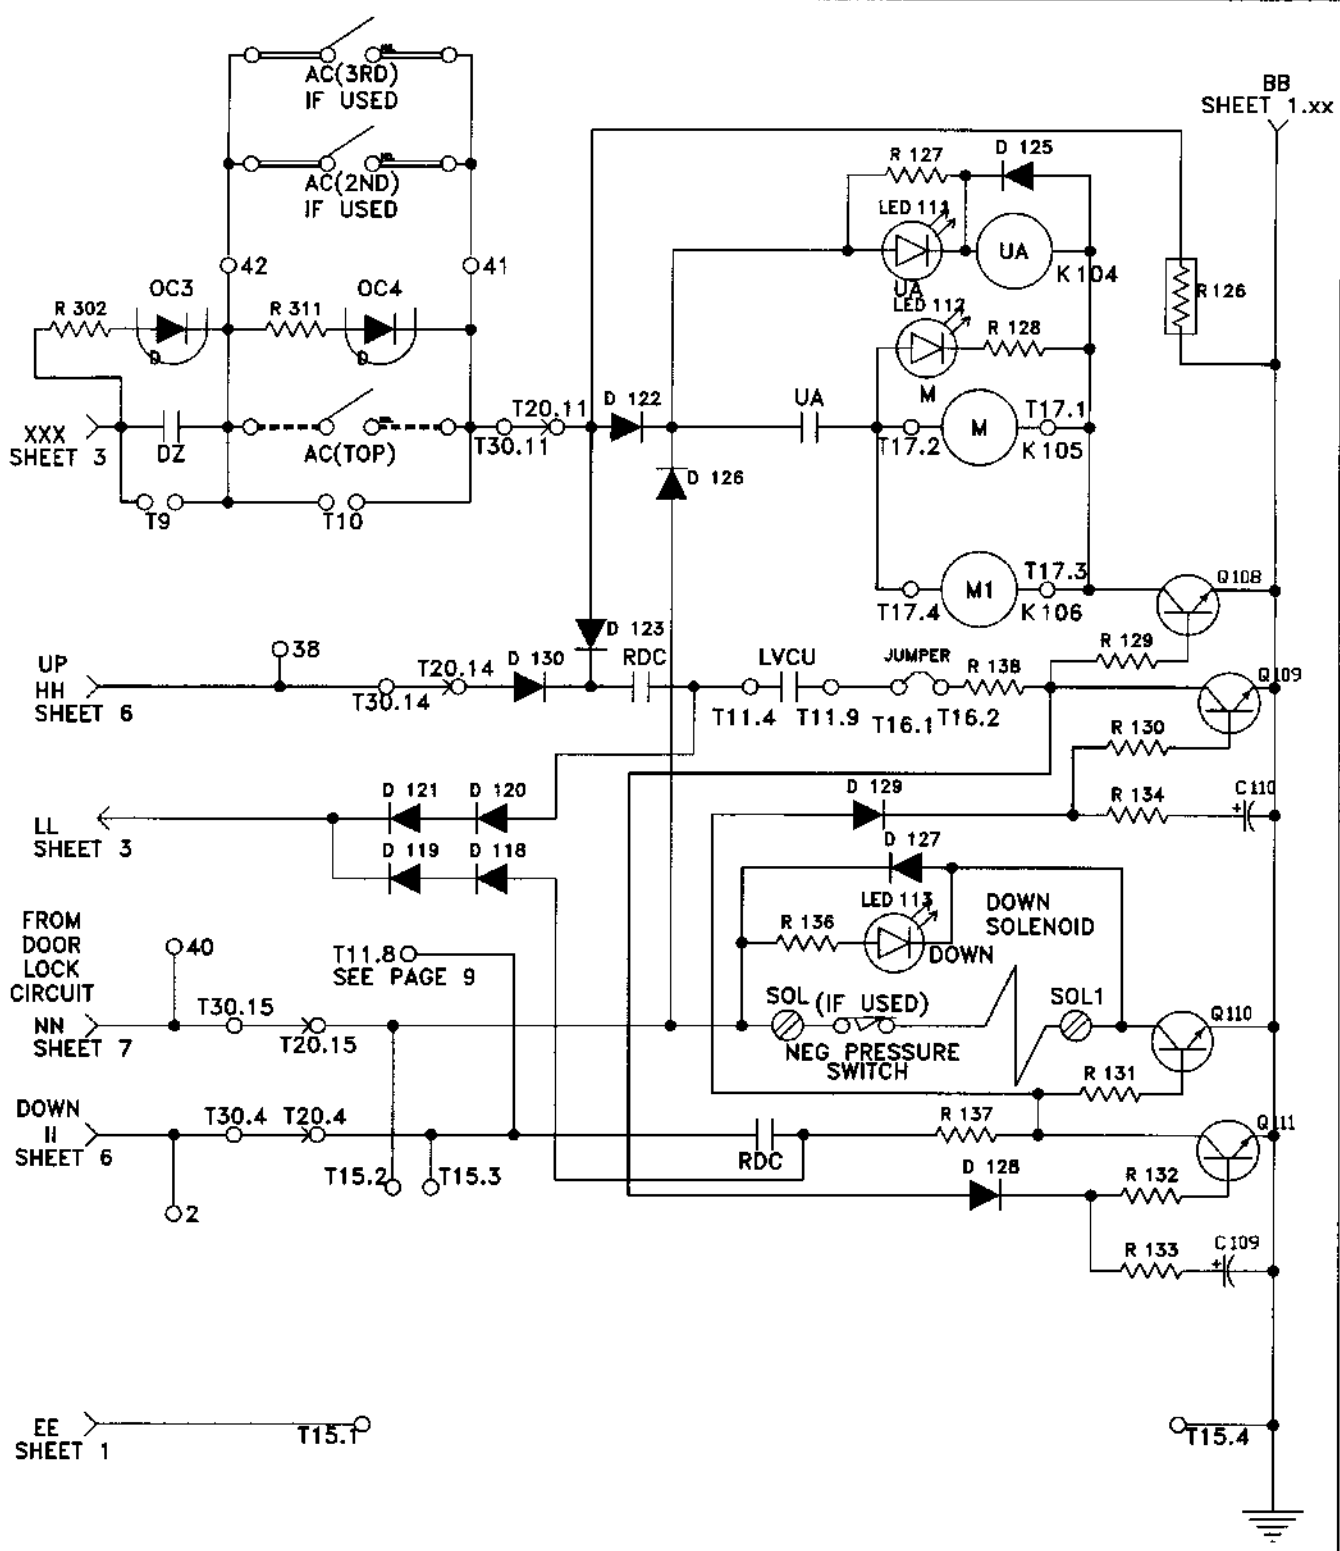 AC(3RD)
IF USED
BB
SHEET 1.xx
AC(2ND)
IF USED
R 127
D 125
LED 111
UA
K 104
UA
42
41
OC3
OC4
R 302
D
R 311
D
R 126
LED 112
R 128
M
XXX
SHEET 3
DZ
AC(TOP)
T30.11
T20.11
D 122
UA
T17.2
M
T17.1
K 105
T9
T10
D 126
T17.4
M1
T17.3
K 106
Q108
R 129
UP
HH
SHEET 6
38
T30.14
T20.14
D 130
D 123
RDC
T11.4
LVCU
T11.9
JUMPER
T16.1
T16.2
R 138
Q109
R 130
LL
SHEET 3
D 121
D 120
D 119
D 118
D 129
R 134
C110
D 127
LED 113
R 136
DOWN
DOWN
SOLENOID
FROM
DOOR
LOCK
CIRCUIT
NN
SHEET 7
40
T30.15
T20.15
T11.8
SEE PAGE 9
SOL
(IF USED)
NEG PRESSURE
SWITCH
SOL1
Q110
R 131
DOWN
II
SHEET 6
T30.4
T20.4
2
T15.2
T15.3
RDC
R 137
Q111
D 128
R 132
R 133
C109
EE
SHEET 1
T15.1
T15.4